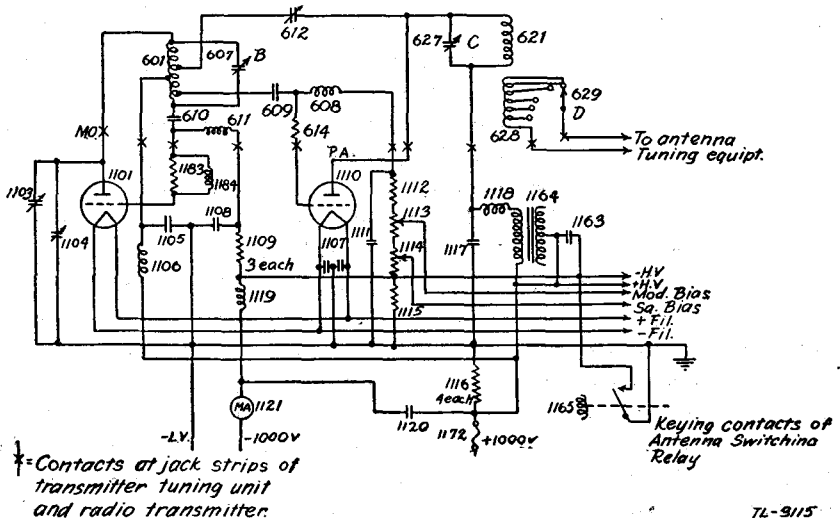 612
627
C
621
601
607
B
629
D
628
610
611
609
608
614
To antenna
Tuning equipt.
M.O.
P.A.
1101
1183
1184
1110
1112
1118
1164
1163
1103
1104
1105
1108
1107
1111
1113
1114
1117
1106
1109
3 each
1119
1115
-H.V
+H.V
Mod. Bias
Sa. Bias
+ Fil.
- Fil.
1116
4 each
1165
MA
1121
1120
1172
+1000V
-L.V.
-1000V
Keying contacts of
Antenna Switching
Relay
= Contacts at jack strips of
transmitter tuning unit
and radio transmitter.
TL-9115